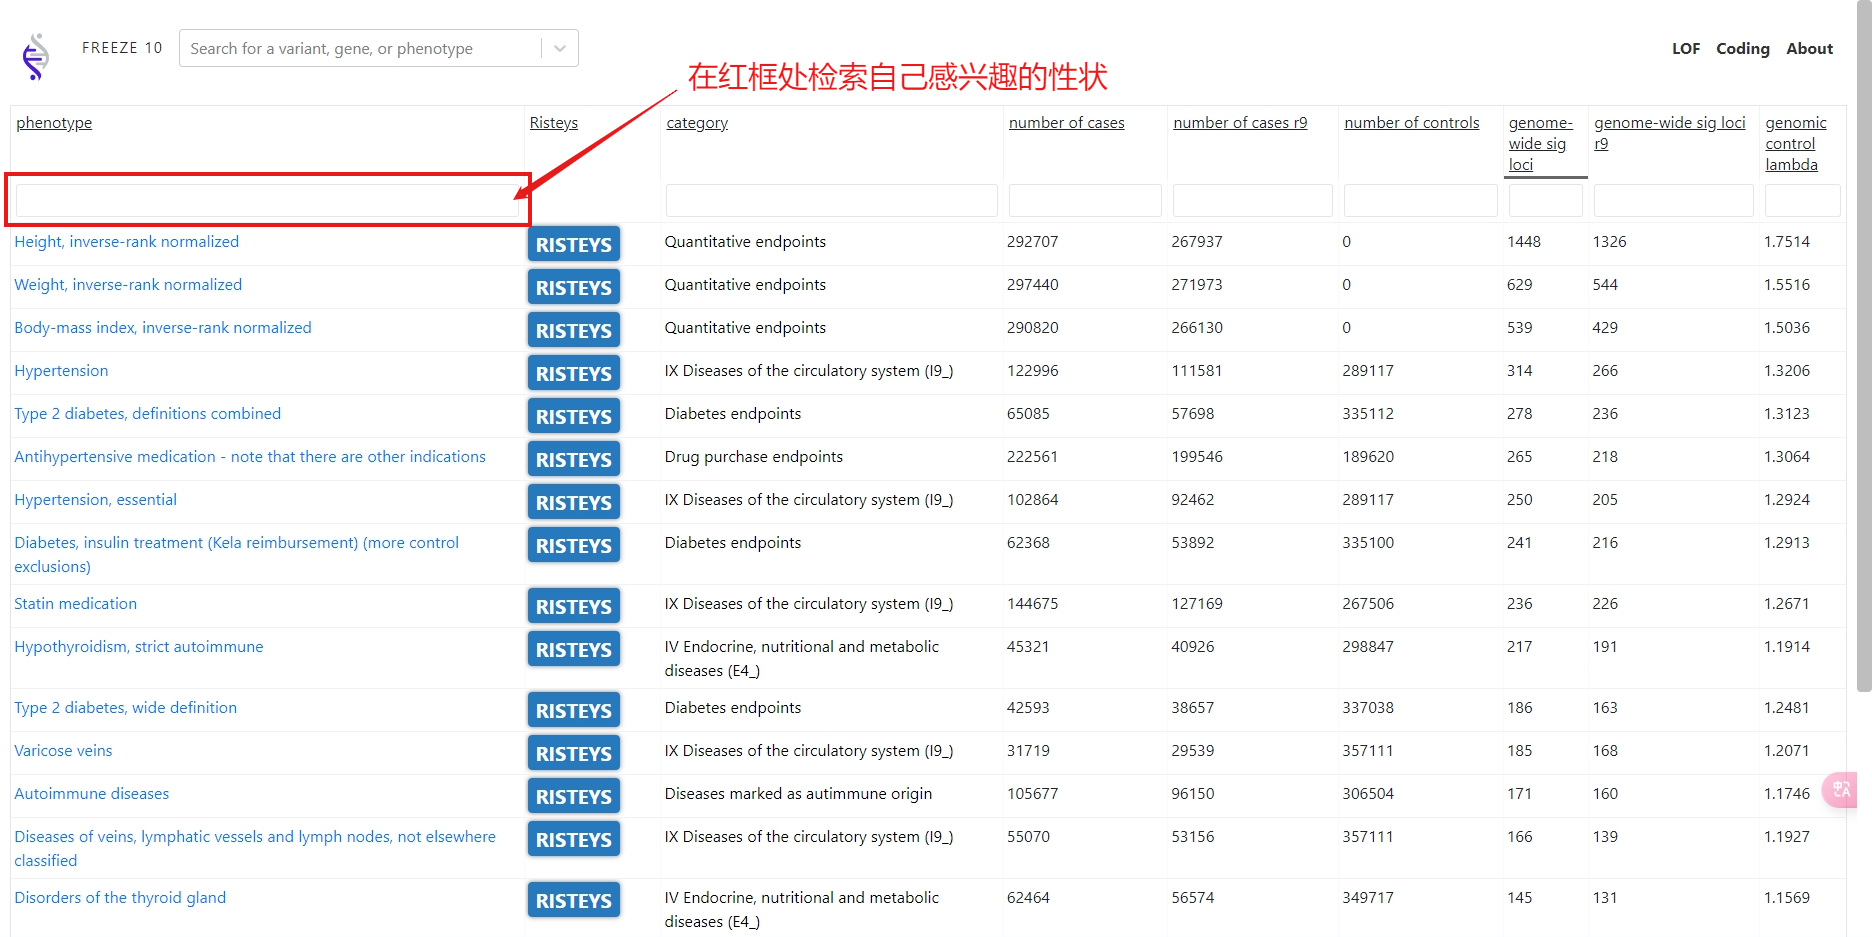 FREEZE 10
Search for a variant, gene, or phenotype
LOF Coding About
在红框处检索自己感兴趣的性状
phenotype Risteys category number of cases number of cases r9 number of controls genome-wide sig loci genome-wide sig loci r9 genomic control lambda
Height, inverse-rank normalized RISTEYS Quantitative endpoints 292707 267937 0 1448 1326 1.7514
Weight, inverse-rank normalized RISTEYS Quantitative endpoints 297440 271973 0 629 544 1.5516
Body-mass index, inverse-rank normalized RISTEYS Quantitative endpoints 290820 266130 0 539 429 1.5036
Hypertension RISTEYS IX Diseases of the circulatory system (I9_) 122996 111581 289117 314 266 1.3206
Type 2 diabetes, definitions combined RISTEYS Diabetes endpoints 65085 57698 335112 278 236 1.3123
Antihypertensive medication - note that there are other indications RISTEYS Drug purchase endpoints 222561 199546 189620 265 218 1.3064
Hypertension, essential RISTEYS IX Diseases of the circulatory system (I9_) 102864 92462 289117 250 205 1.2924
Diabetes, insulin treatment (Kela reimbursement) (more control exclusions) RISTEYS Diabetes endpoints 62368 53892 335100 241 216 1.2913
Statin medication RISTEYS IX Diseases of the circulatory system (I9_) 144675 127169 267506 236 226 1.2671
Hypothyroidism, strict autoimmune RISTEYS IV Endocrine, nutritional and metabolic diseases (E4_) 45321 40926 298847 217 191 1.1914
Type 2 diabetes, wide definition RISTEYS Diabetes endpoints 42593 38657 337038 186 163 1.2481
Varicose veins RISTEYS IX Diseases of the circulatory system (I9_) 31719 29539 357111 185 168 1.2071
Autoimmune diseases RISTEYS Diseases marked as autimmune origin 105677 96150 306504 171 160 1.1746
Diseases of veins, lymphatic vessels and lymph nodes, not elsewhere classified RISTEYS IX Diseases of the circulatory system (I9_) 55070 53156 357111 166 139 1.1927
Disorders of the thyroid gland RISTEYS IV Endocrine, nutritional and metabolic diseases (E4_) 62464 56574 349717 145 131 1.1569